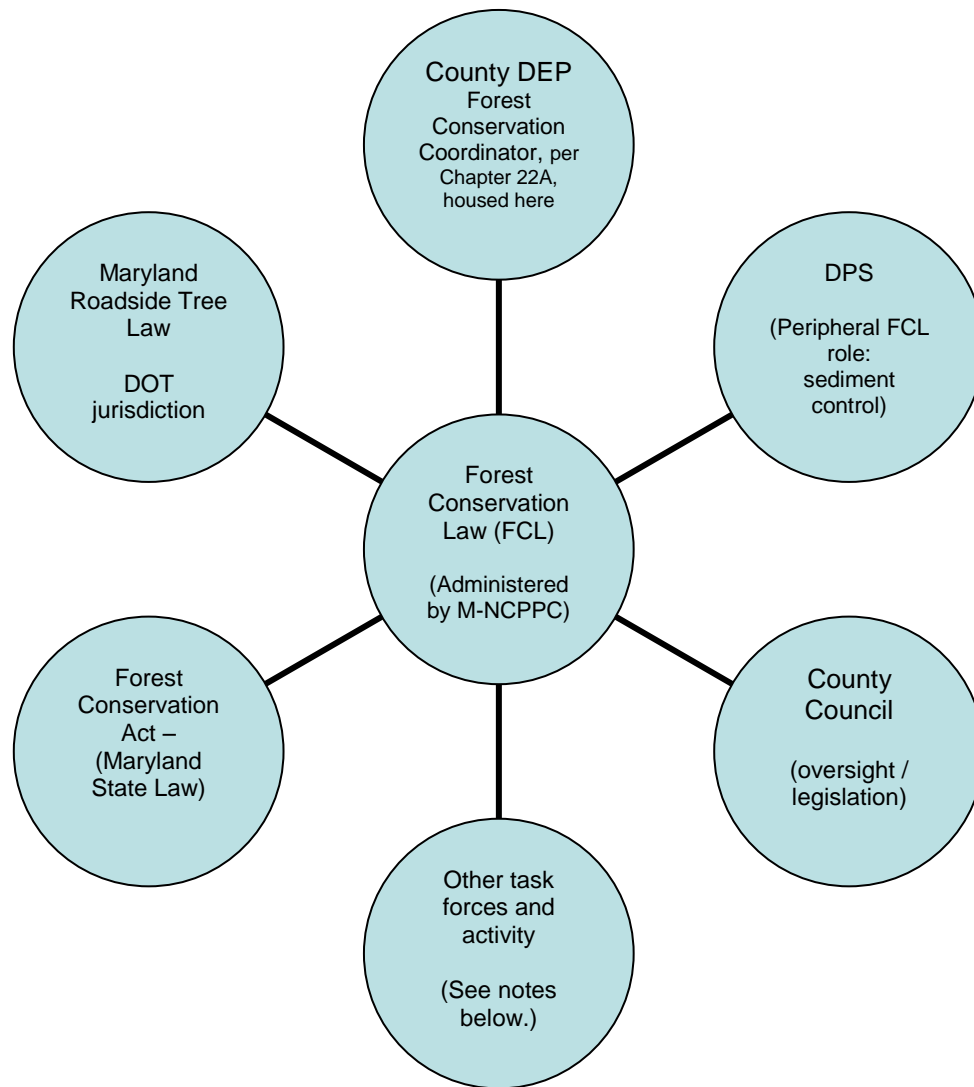 County DEP
Forest
Conservation
Coordinator, per
Chapter 22A,
housed here
Maryland
Roadside Tree
Law
DOT
jurisdiction
DPS
(Peripheral FCL
role:
sediment
control)
Forest
Conservation
Law (FCL)
(Administered
by M-NCPPC)
Forest
Conservation
Act –
(Maryland
State Law)
County
Council
(oversight /
legislation)
Other task
forces and
activity
(See notes
below.)